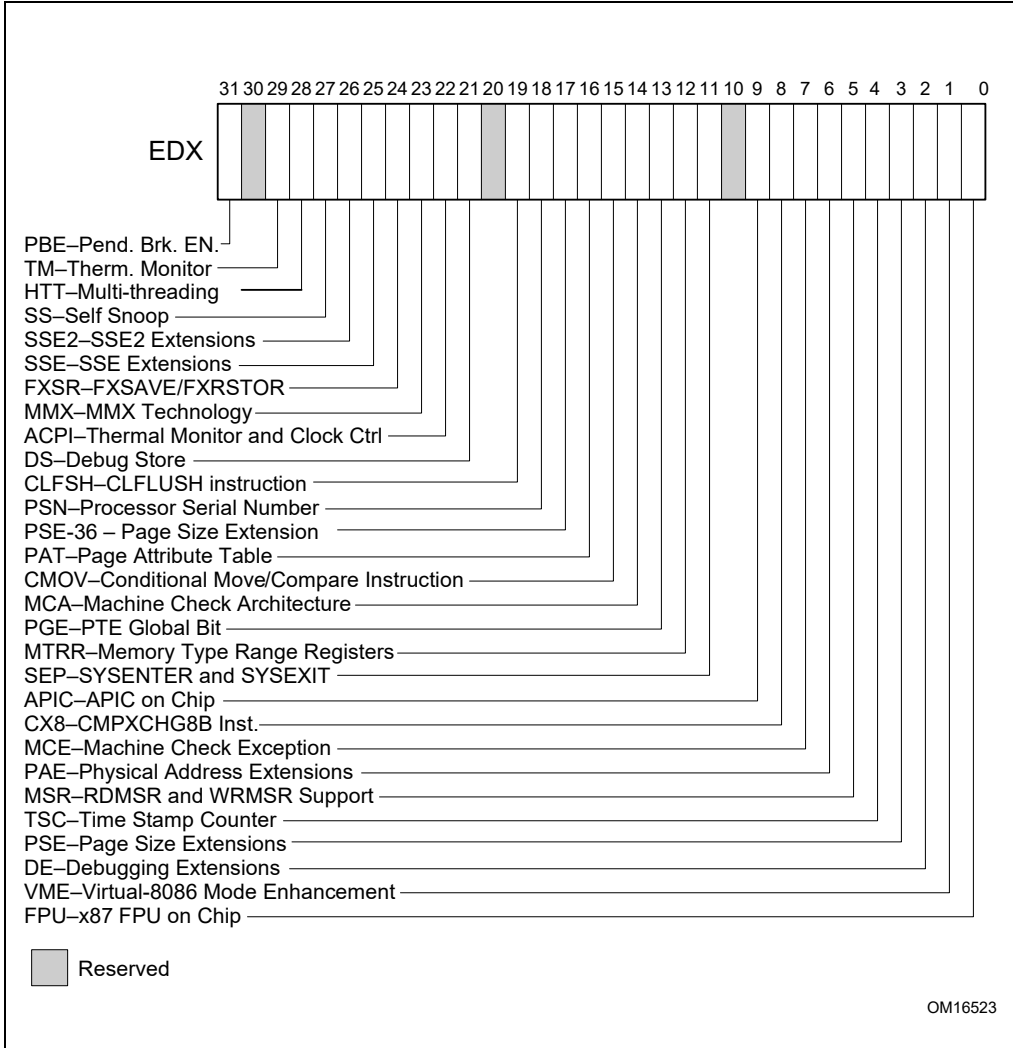 31 30 29 28 27 26 25 24 23 22 21 20 19 18 17 16 15 14 13 12 11 10 9 8 7 6 5 4 3 2 1 0
EDX
PBE–Pend. Brk. EN.
TM–Therm. Monitor
HTT–Multi-threading
SS–Self Snoop
SSE2–SSE2 Extensions
SSE–SSE Extensions
FXSR–FXSAVE/FXRSTOR
MMX–MMX Technology
ACPI–Thermal Monitor and Clock Ctrl
DS–Debug Store
CLFSH–CLFLUSH instruction
PSN–Processor Serial Number
PSE-36 – Page Size Extension
PAT–Page Attribute Table
CMOV–Conditional Move/Compare Instruction
MCA–Machine Check Architecture
PGE–PTE Global Bit
MTRR–Memory Type Range Registers
SEP–SYSENTER and SYSEXIT
APIC–APIC on Chip
CX8–CMPXCHG8B Inst.
MCE–Machine Check Exception
PAE–Physical Address Extensions
MSR–RDMSR and WRMSR Support
TSC–Time Stamp Counter
PSE–Page Size Extensions
DE–Debugging Extensions
VME–Virtual-8086 Mode Enhancement
FPU–x87 FPU on Chip
Reserved
OM16523